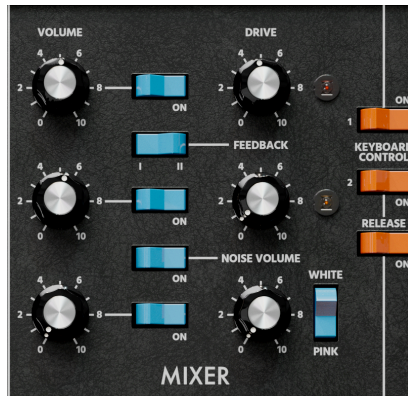 VOLUME DRIVE
4 6 4 6
2 8 2 8
0 10 ON 0 10
ON
1
FEEDBACK
KEYBOARD
CONTROL
I II
4 6 4 6
2 8 2 8
2
0 10 ON 0 10
ON
RELEASE
NOISE VOLUME
ON
ON
4 6 4 6
WHITE
2 8 2 8
0 10 ON 0 10
PINK
MIXER